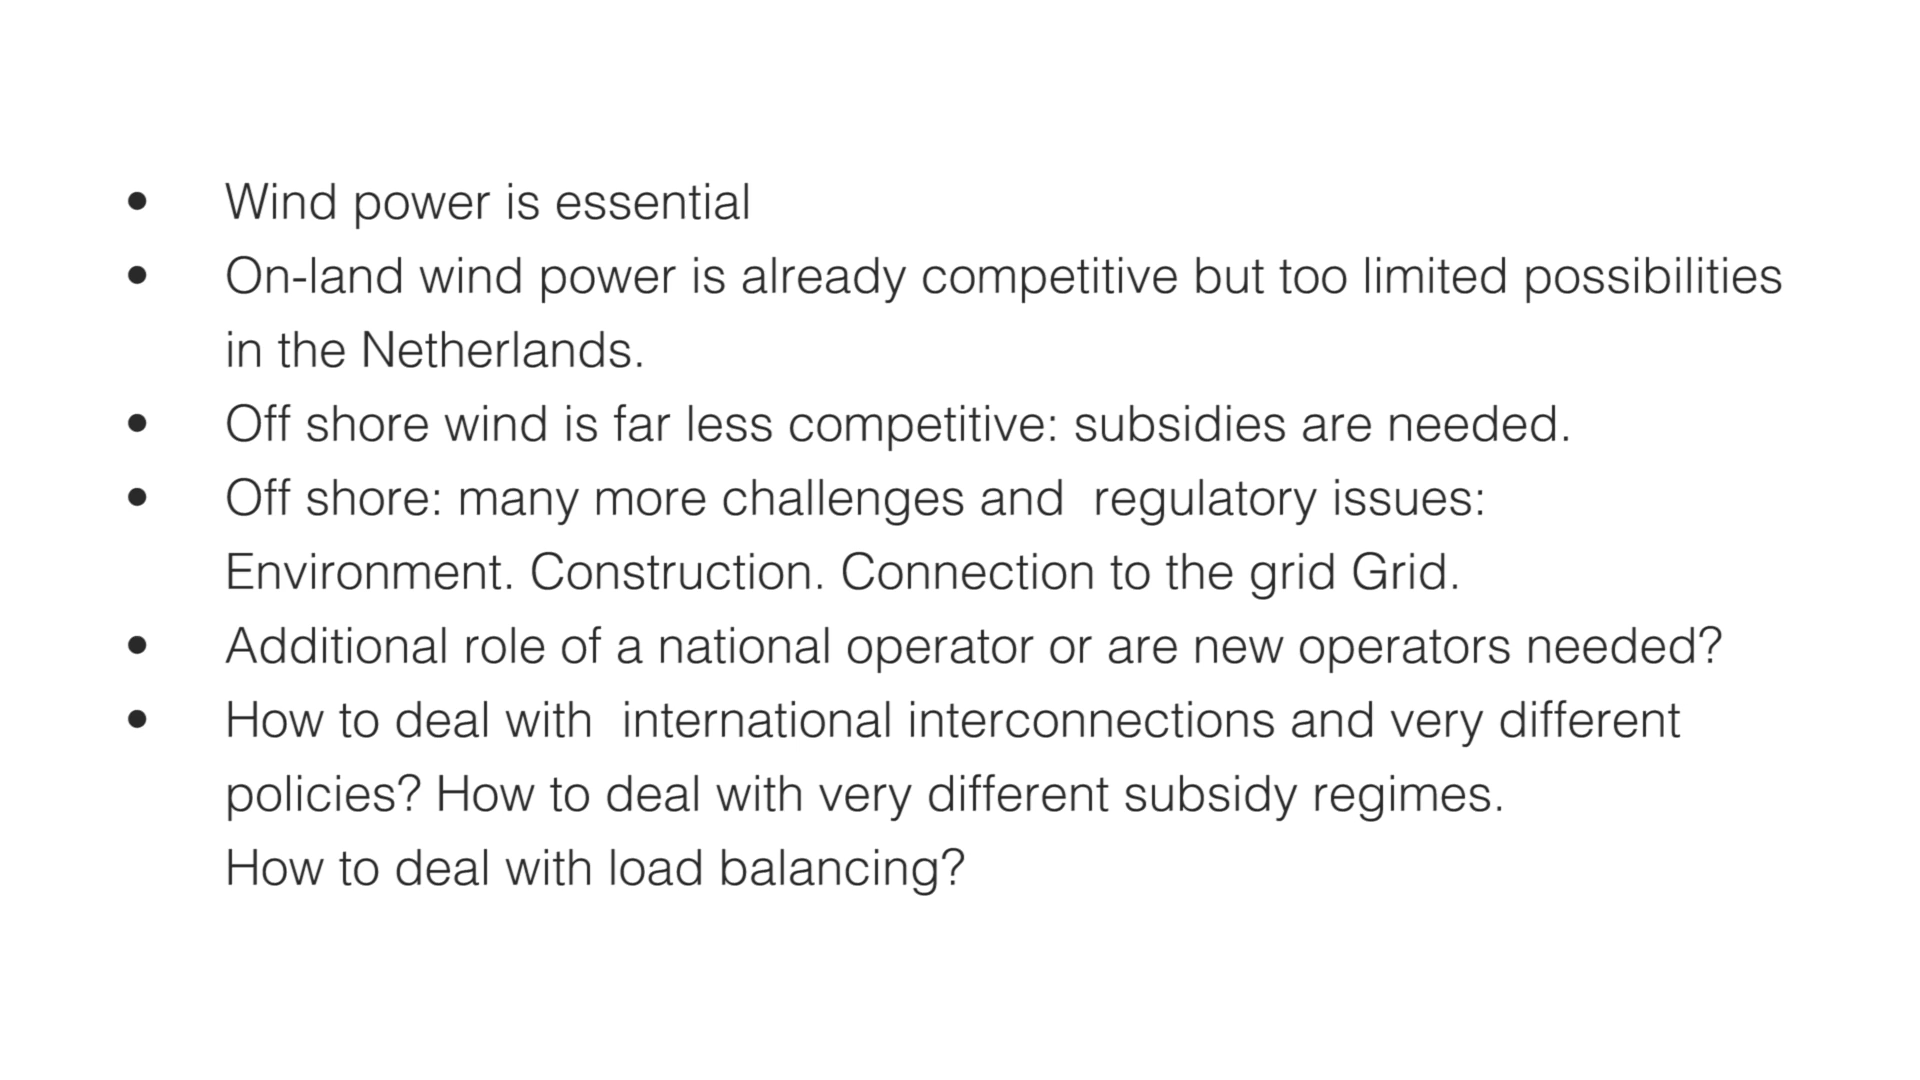 • Wind power is essential
• On-land wind power is already competitive but too limited possibilities
in the Netherlands.
• Off shore wind is far less competitive: subsidies are needed.
• Off shore: many more challenges and  regulatory issues:
Environment. Construction. Connection to the grid Grid.
• Additional role of a national operator or are new operators needed?
• How to deal with  international interconnections and very different
policies? How to deal with very different subsidy regimes.
How to deal with load balancing?